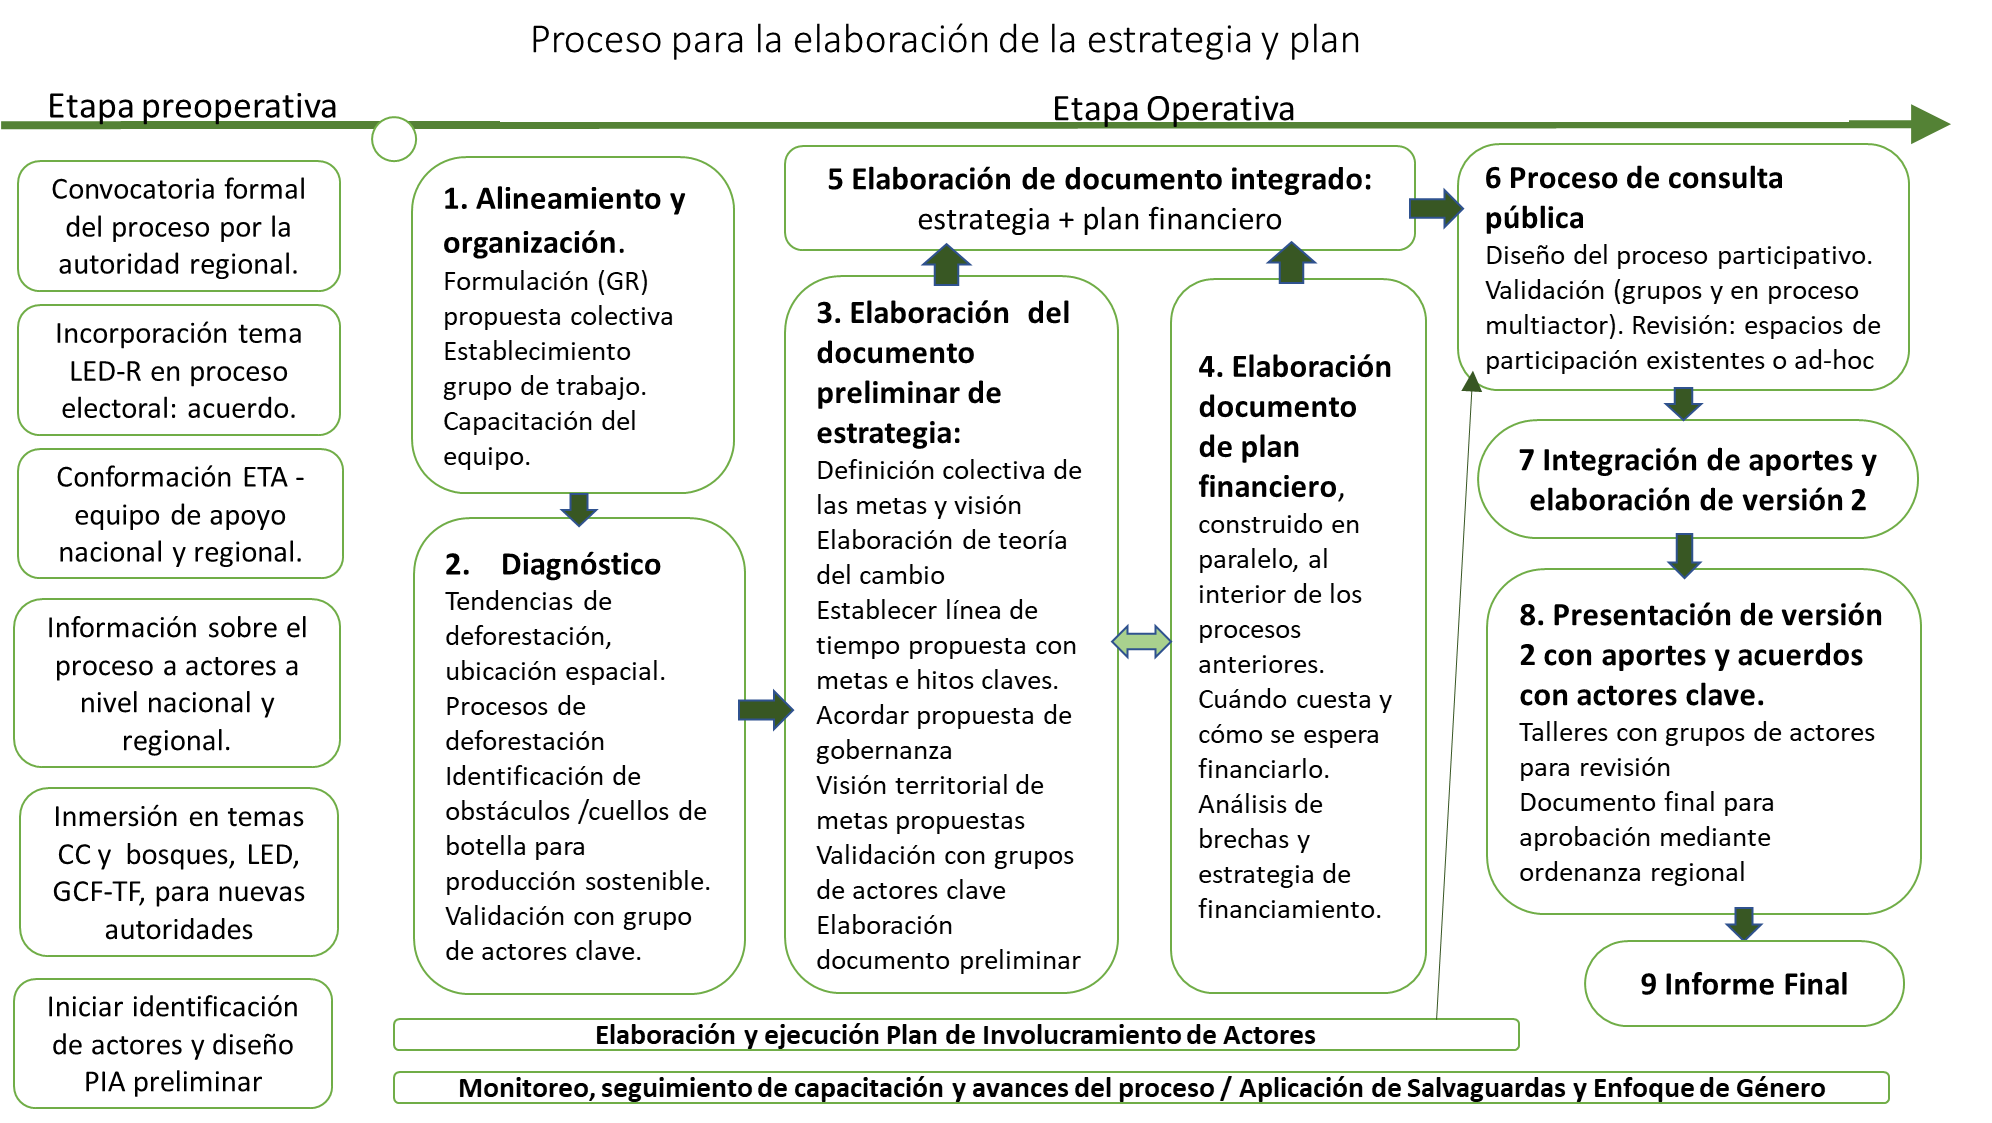 Proceso para la elaboración de la estrategia y plan
Etapa preoperativa
Etapa Operativa
Convocatoria formal
del proceso por la
autoridad regional.
Incorporación tema
LED-R en proceso
electoral: acuerdo.
Conformación ETA -
equipo de apoyo
nacional y regional.
Información sobre el
proceso a actores a
nivel nacional y
regional.
Inmersión en temas
CC y bosques, LED,
GCF-TF, para nuevas
autoridades
Iniciar identificación
de actores y diseño
PIA preliminar
1. Alineamiento y
organización.
Formulación (GR)
propuesta colectiva
Establecimiento
grupo de trabajo.
Capacitación del
equipo.
2. Diagnóstico
Tendencias de
deforestación,
ubicación espacial.
Procesos de
deforestación
Identificación de
obstáculos /cuellos de
botella para
producción sostenible.
Validación con grupo
de actores clave.
5 Elaboración de documento integrado:
estrategia + plan financiero
3. Elaboración del
documento
preliminar de
estrategia:
Definición colectiva de
las metas y visión
Elaboración de teoría
del cambio
Establecer línea de
tiempo propuesta con
metas e hitos claves.
Acordar propuesta de
gobernanza
Visión territorial de
metas propuestas
Validación con grupos
de actores clave
Elaboración
documento preliminar
4. Elaboración
documento
de plan
financiero,
construido en
paralelo, al
interior de los
procesos
anteriores.
Cuándo cuesta y
cómo se espera
financiarlo.
Análisis de
brechas y
estrategia de
financiamiento.
6 Proceso de consulta
pública
Diseño del proceso participativo.
Validación (grupos y en proceso
multiactor). Revisión: espacios de
participación existentes o ad-hoc
7 Integración de aportes y
elaboración de versión 2
8. Presentación de versión
2 con aportes y acuerdos
con actores clave.
Talleres con grupos de actores
para revisión
Documento final para
aprobación mediante
ordenanza regional
9 Informe Final
Elaboración y ejecución Plan de Involucramiento de Actores
Monitoreo, seguimiento de capacitación y avances del proceso / Aplicación de Salvaguardas y Enfoque de Género